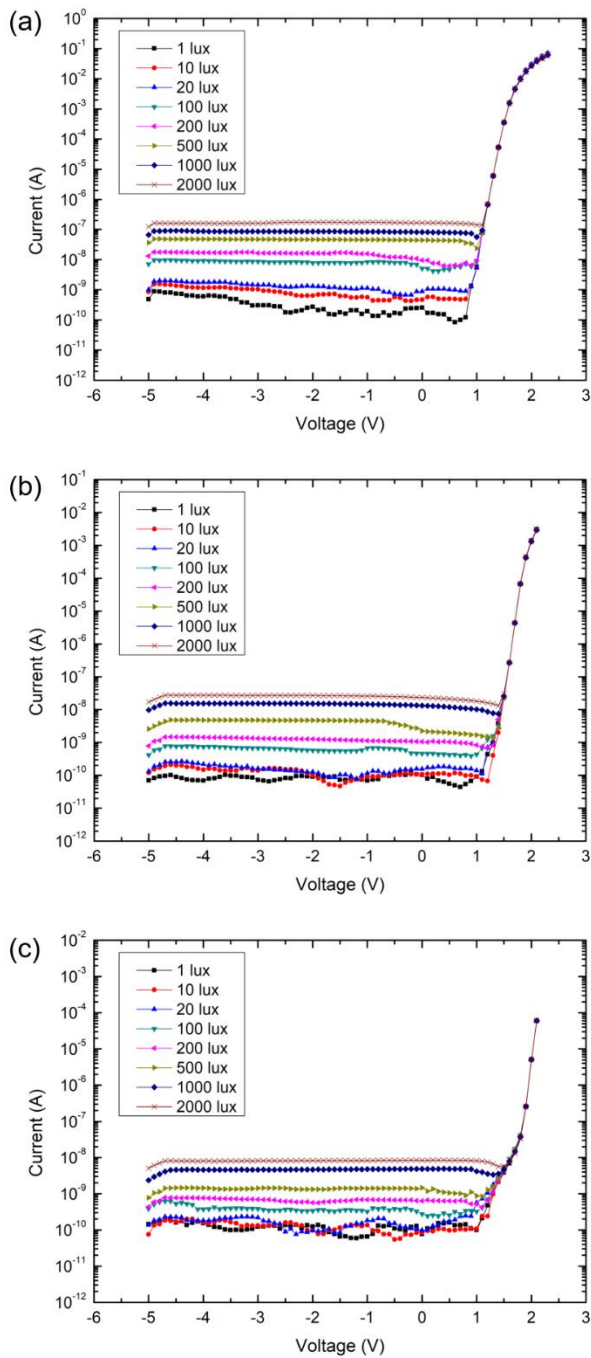 (a)
10^0
10^-1
10^-2
10^-3
10^-4
10^-5
10^-6
10^-7
10^-8
10^-9
10^-10
10^-11
10^-12
Current (A)
1 lux
10 lux
20 lux
100 lux
200 lux
500 lux
1000 lux
2000 lux
-6 -5 -4 -3 -2 -1 0 1 2 3
Voltage (V)
(b)
10^-1
10^-2
10^-3
10^-4
10^-5
10^-6
10^-7
10^-8
10^-9
10^-10
10^-11
10^-12
Current (A)
1 lux
10 lux
20 lux
100 lux
200 lux
500 lux
1000 lux
2000 lux
-6 -5 -4 -3 -2 -1 0 1 2 3
Voltage (V)
(c)
10^-2
10^-3
10^-4
10^-5
10^-6
10^-7
10^-8
10^-9
10^-10
10^-11
10^-12
Current (A)
1 lux
10 lux
20 lux
100 lux
200 lux
500 lux
1000 lux
2000 lux
-6 -5 -4 -3 -2 -1 0 1 2 3
Voltage (V)